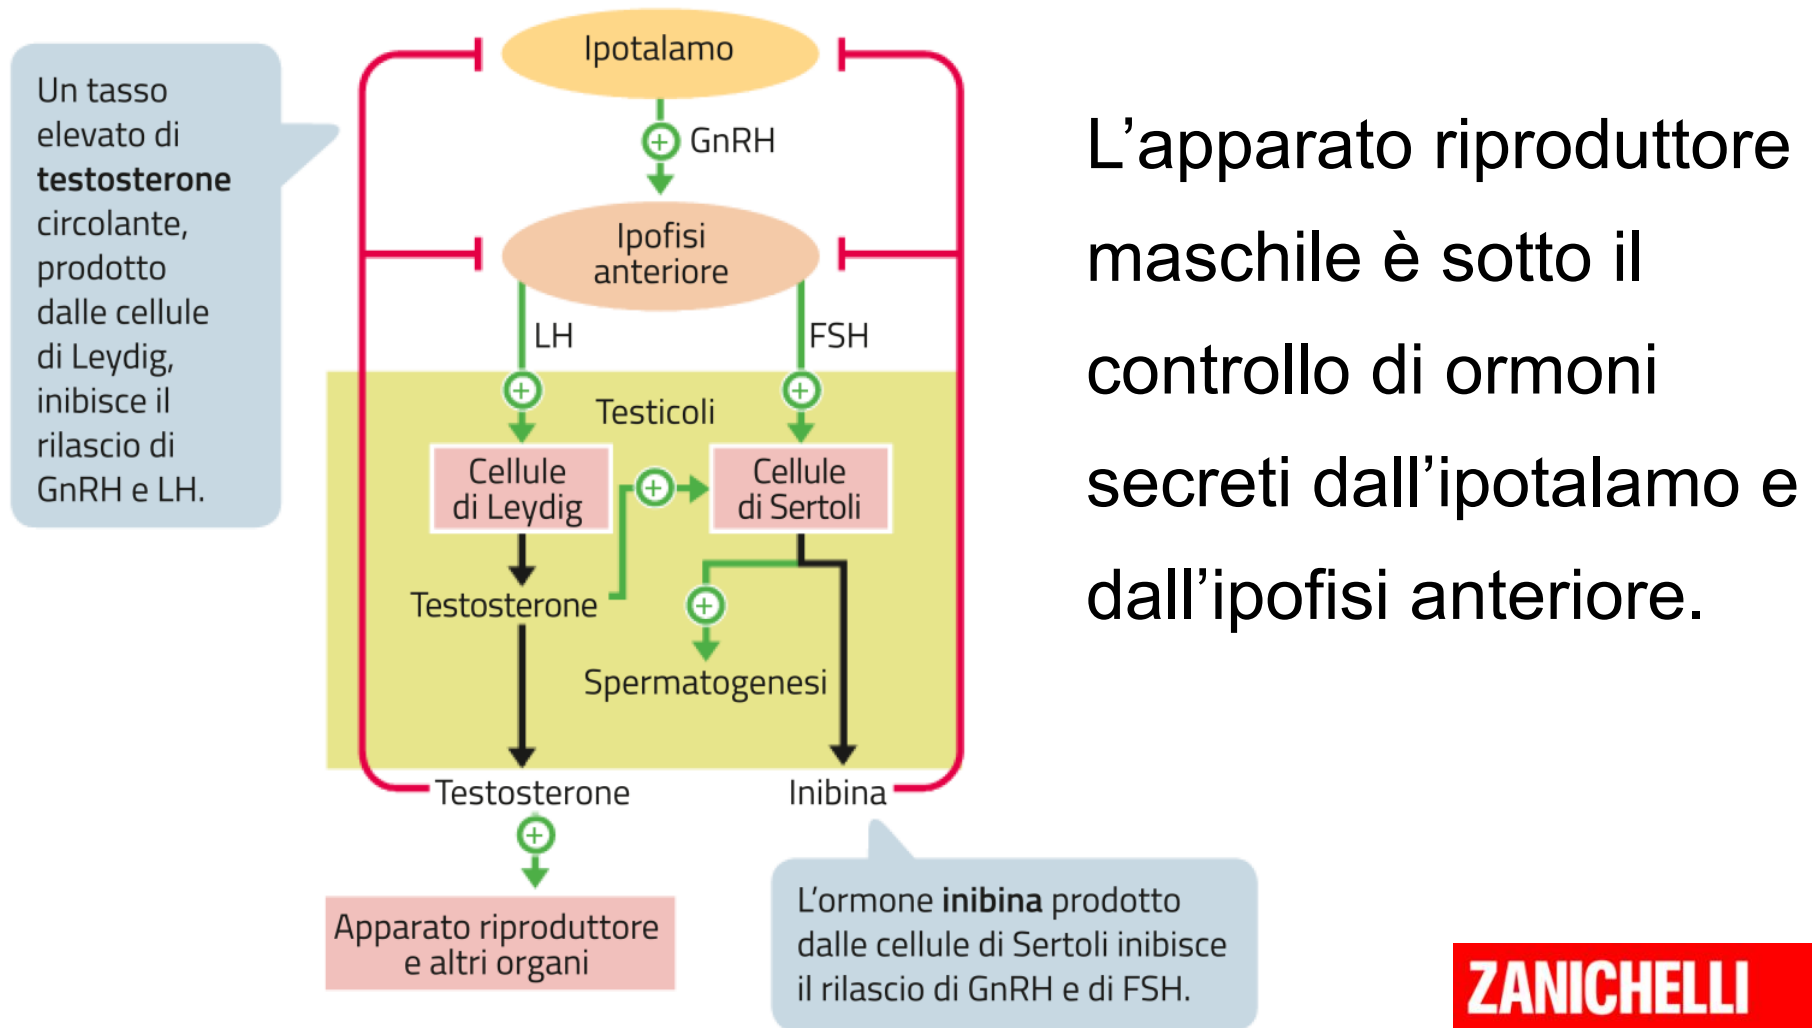 Un tasso
elevato di
testosterone
circolante,
prodotto
dalle cellule
di Leydig,
inibisce il
rilascio di
GnRH e LH.
Ipotalamo
+ GnRH
Ipofisi
anteriore
LH
FSH
+ +
Testicoli
Cellule
di Leydig
+
Cellule
di Sertoli
Testosterone
+
Spermatogenesi
Testosterone
Inibina
+
Apparato riproduttore
e altri organi
L'ormone inibina prodotto
dalle cellule di Sertoli inibisce
il rilascio di GnRH e di FSH.
L'apparato riproduttore
maschile è sotto il
controllo di ormoni
secreti dall'ipotalamo e
dall'ipofisi anteriore.
ZANICHELLI